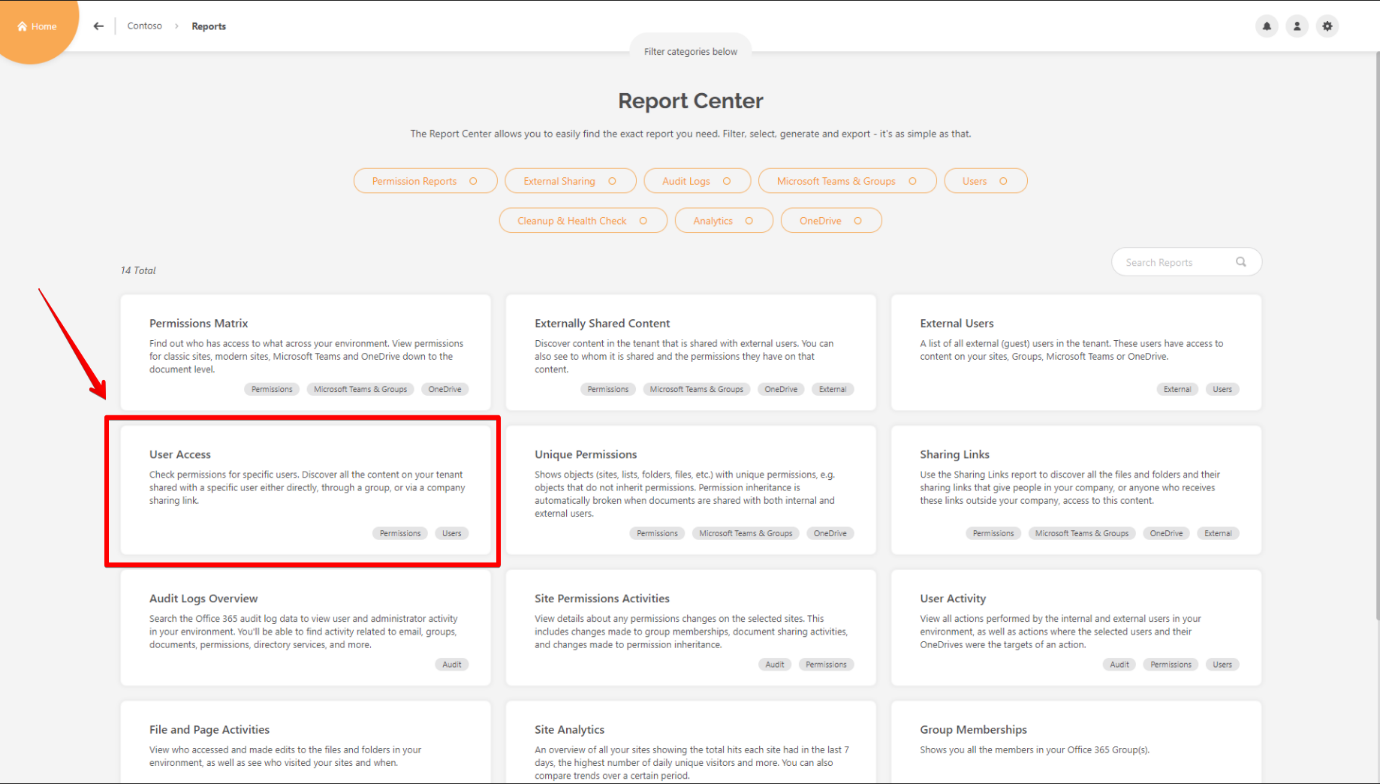 Home
Contoso > Reports
Filter categories below
Report Center
The Report Center allows you to easily find the exact report you need. Filter, select, generate and export - it's as simple as that.
Permission Reports
External Sharing
Audit Logs
Microsoft Teams & Groups
Users
Cleanup & Health Check
Analytics
OneDrive
14 Total
Search Reports
Permissions Matrix
Find out who has access to what across your environment. View permissions
for classic sites, modern sites, Microsoft Teams and OneDrive down to the
document level.
Permissions Microsoft Teams & Groups OneDrive
Externally Shared Content
Discover content in the tenant that is shared with external users. You can
also see to whom it is shared and the permissions they have on that
content.
Permissions Microsoft Teams & Groups OneDrive External
External Users
A list of all external (guest) users in the tenant. These users have access to
content on your sites, Groups, Microsoft Teams or OneDrive.
External Users
User Access
Check permissions for specific users. Discover all the content on your tenant
shared with a specific user either directly, through a group, or via a company
sharing link.
Permissions Users
Unique Permissions
Shows objects (sites, lists, folders, files, etc.) with unique permissions, e.g.
objects that do not inherit permissions. Permission inheritance is
automatically broken when documents are shared with both internal and
external users.
Permissions Microsoft Teams & Groups OneDrive
Sharing Links
Use the Sharing Links report to discover all the files and folders and their
sharing links that give people in your company, or anyone who receives
these links outside your company, access to this content.
Permissions Microsoft Teams & Groups OneDrive External
Audit Logs Overview
Search the Office 365 audit log data to view user and administrator activity
in your environment. You'll be able to find activity related to email, groups,
documents, permissions, directory services, and more.
Audit
Site Permissions Activities
View details about any permissions changes on the selected sites. This
includes changes made to group memberships, document sharing activities,
and changes made to permission inheritance.
Audit Permissions
User Activity
View all actions performed by the internal and external users in your
environment, as well as actions where the selected users and their
OneDrives were the targets of an action.
Audit Permissions Users
File and Page Activities
View who accessed and made edits to the files and folders in your
environment, as well as see who visited your sites and when.
Site Analytics
An overview of all your sites showing the total hits each site had in the last 7
days, the highest number of daily unique visitors and more. You can also
compare trends over a certain period.
Group Memberships
Shows you all the members in your Office 365 Group(s).